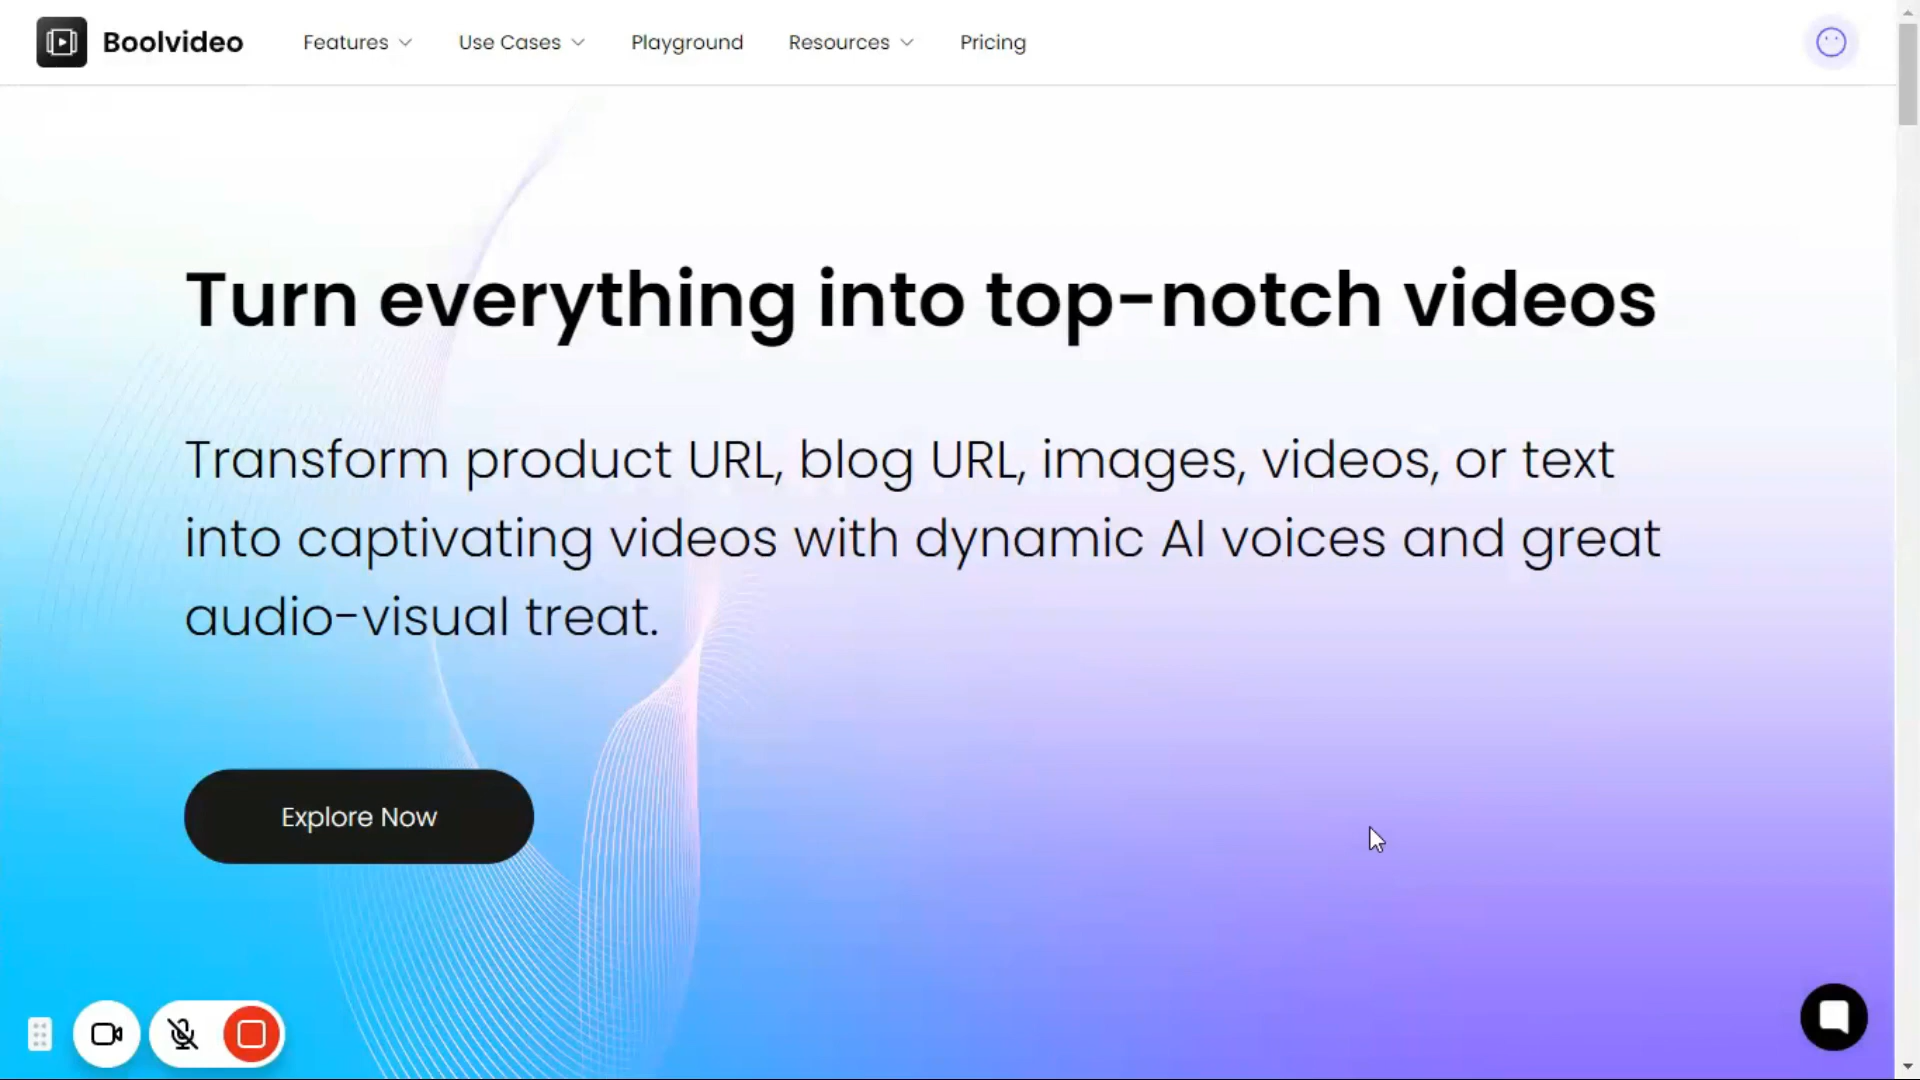 Boolvideo
Features
Use Cases
Playground
Resources
Pricing
Turn everything into top-notch videos
Transform product URL, blog URL, images, videos, or text
into captivating videos with dynamic AI voices and great
audio-visual treat.
Explore Now